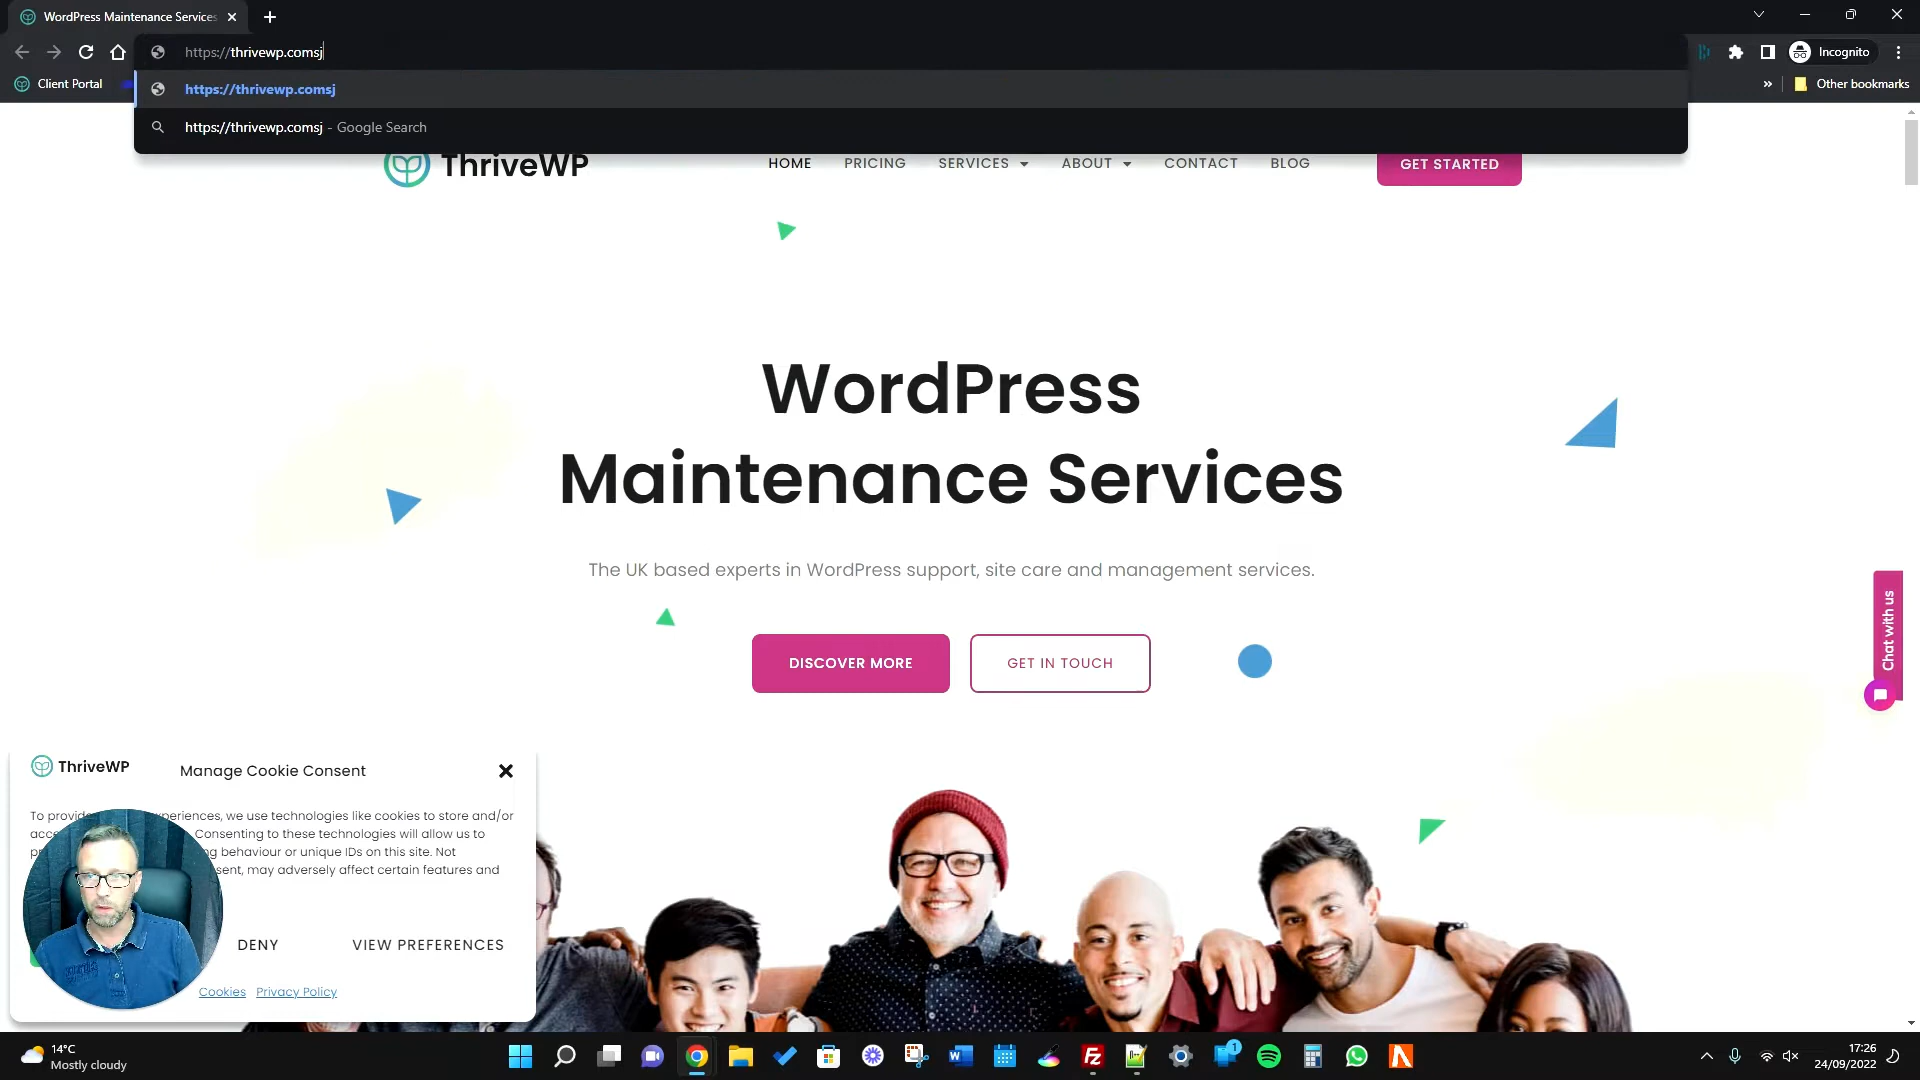 WordPress Maintenance Services
https://thrivewp.comsj
Incognito
Client Portal
https://thrivewp.comsj
Other bookmarks
https://thrivewp.comsj - Google Search
ThriveWP
HOME
PRICING
SERVICES
ABOUT
CONTACT
BLOG
GET STARTED
WordPress
Maintenance Services
The UK based experts in WordPress support, site care and management services.
DISCOVER MORE
GET IN TOUCH
Chat with us
ThriveWP
Manage Cookie Consent
To provide experiences, we use technologies like cookies to store and/or
Consenting to these technologies will allow us to
behaviour or unique IDs on this site. Not
may adversely affect certain features and
DENY
VIEW PREFERENCES
Cookies
Privacy Policy
14°C
Mostly cloudy
1
17:26
24/09/2022